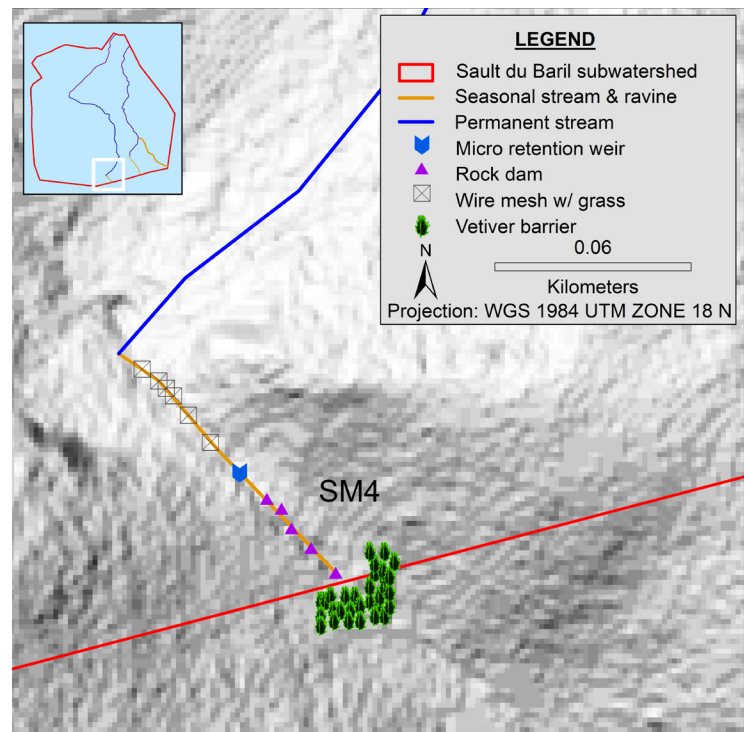 LEGEND
Sault du Baril subwatershed
Seasonal stream & ravine
Permanent stream
Micro retention weir
Rock dam
Wire mesh w/ grass
Vetiver barrier
N
0.06
Kilometers
Projection: WGS 1984 UTM ZONE 18 N
SM4